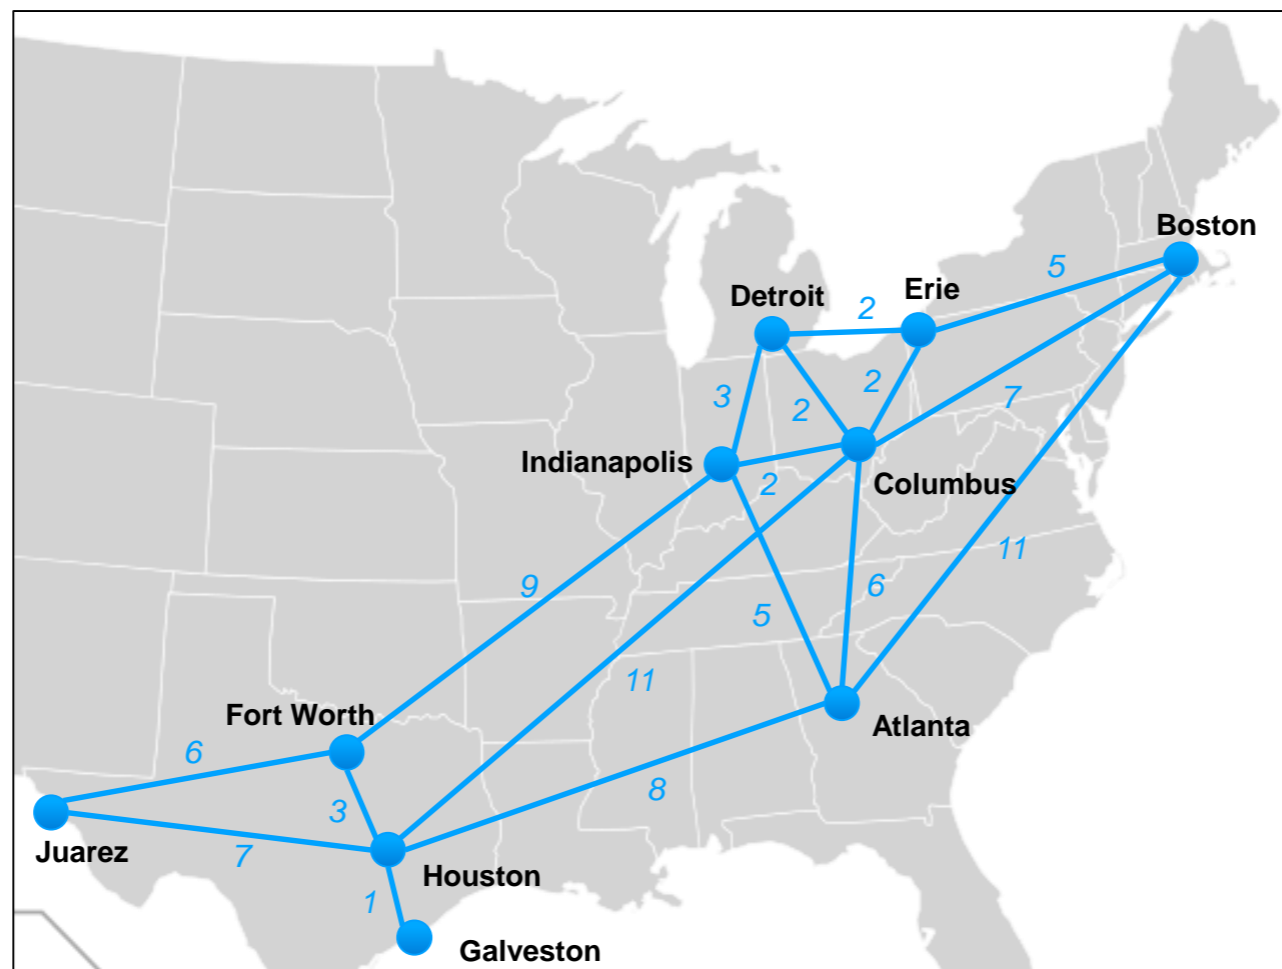 Boston
5
Detroit
2
Erie
3
2
2
7
Indianapolis
2
Columbus
11
9
5
6
11
Fort Worth
Atlanta
6
8
3
Juarez
7
Houston
1
Galveston